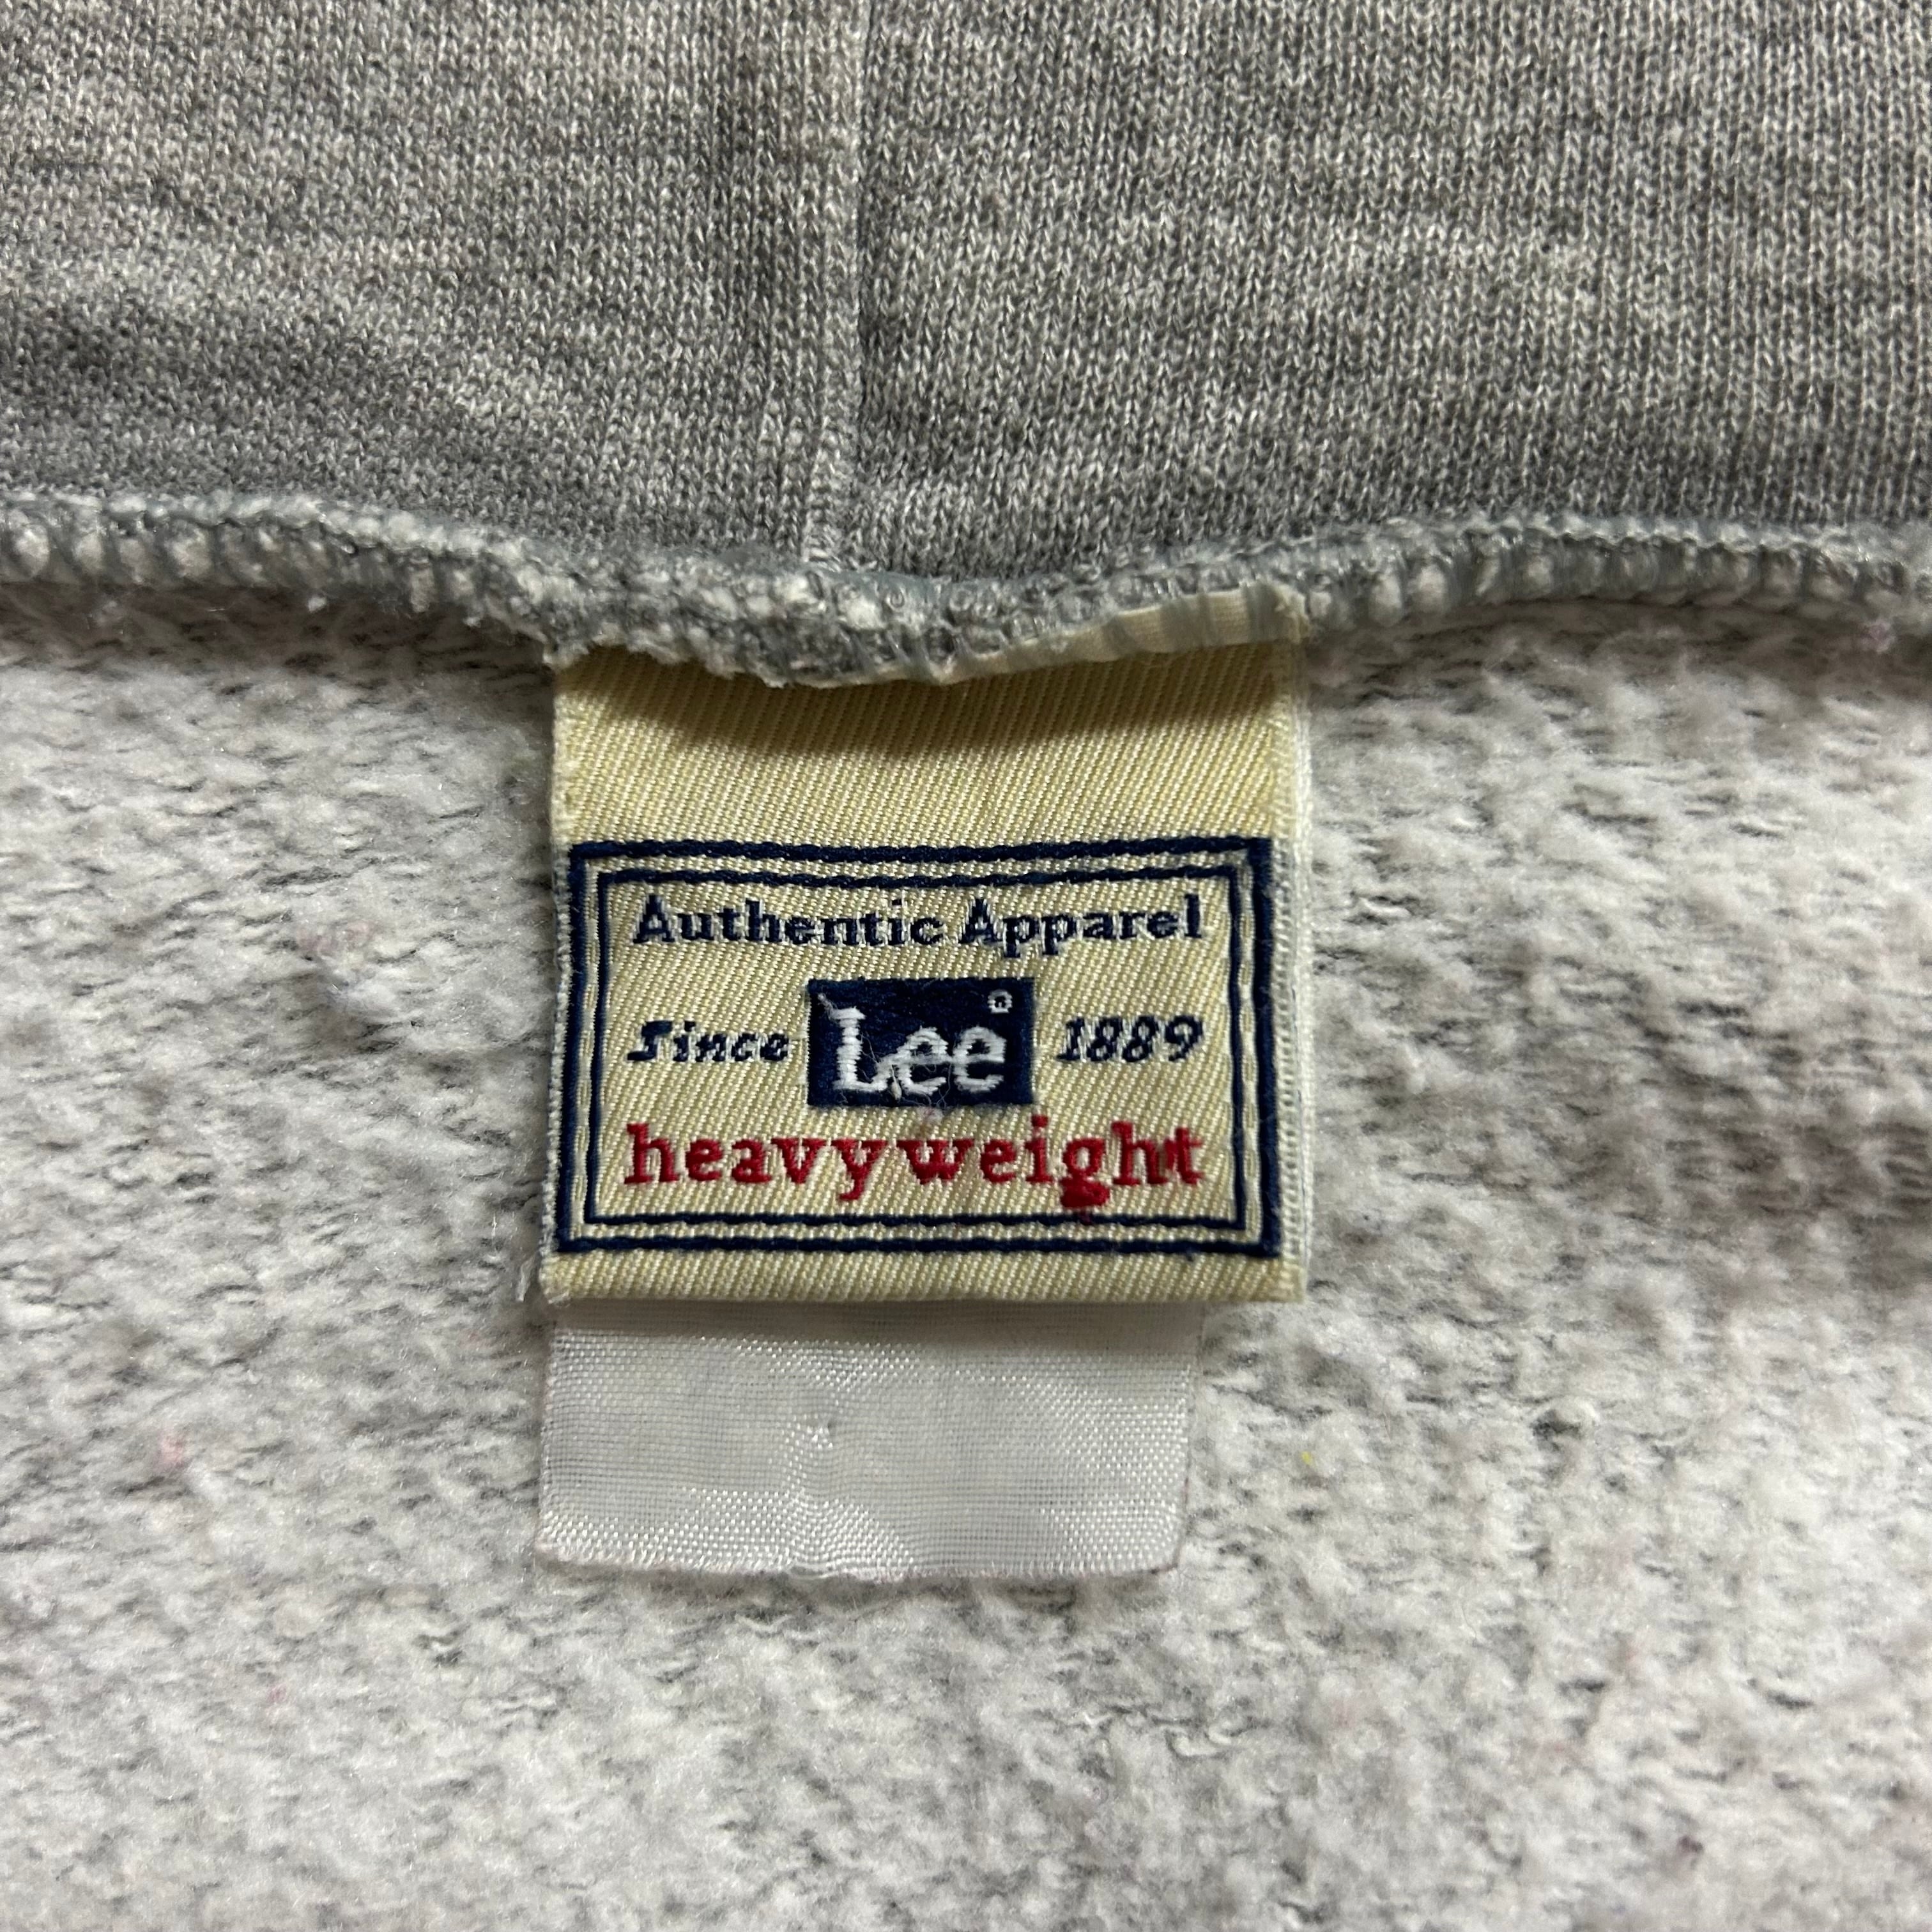 Authentic Apparel
Since Lee® 1889
heavyweight